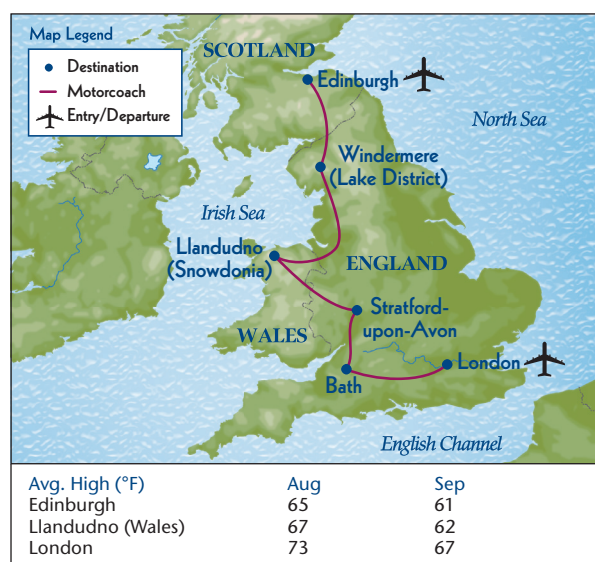 Map Legend
Destination
Motorcoach
Entry/Departure
SCOTLAND
Edinburgh
North Sea
Windermere
(Lake District)
Irish Sea
Llandudno
(Snowdonia)
ENGLAND
Stratford-
upon-Avon
WALES
London
Bath
English Channel
Avg. High (°F) Aug Sep
Edinburgh 65 61
Llandudno (Wales) 67 62
London 73 67